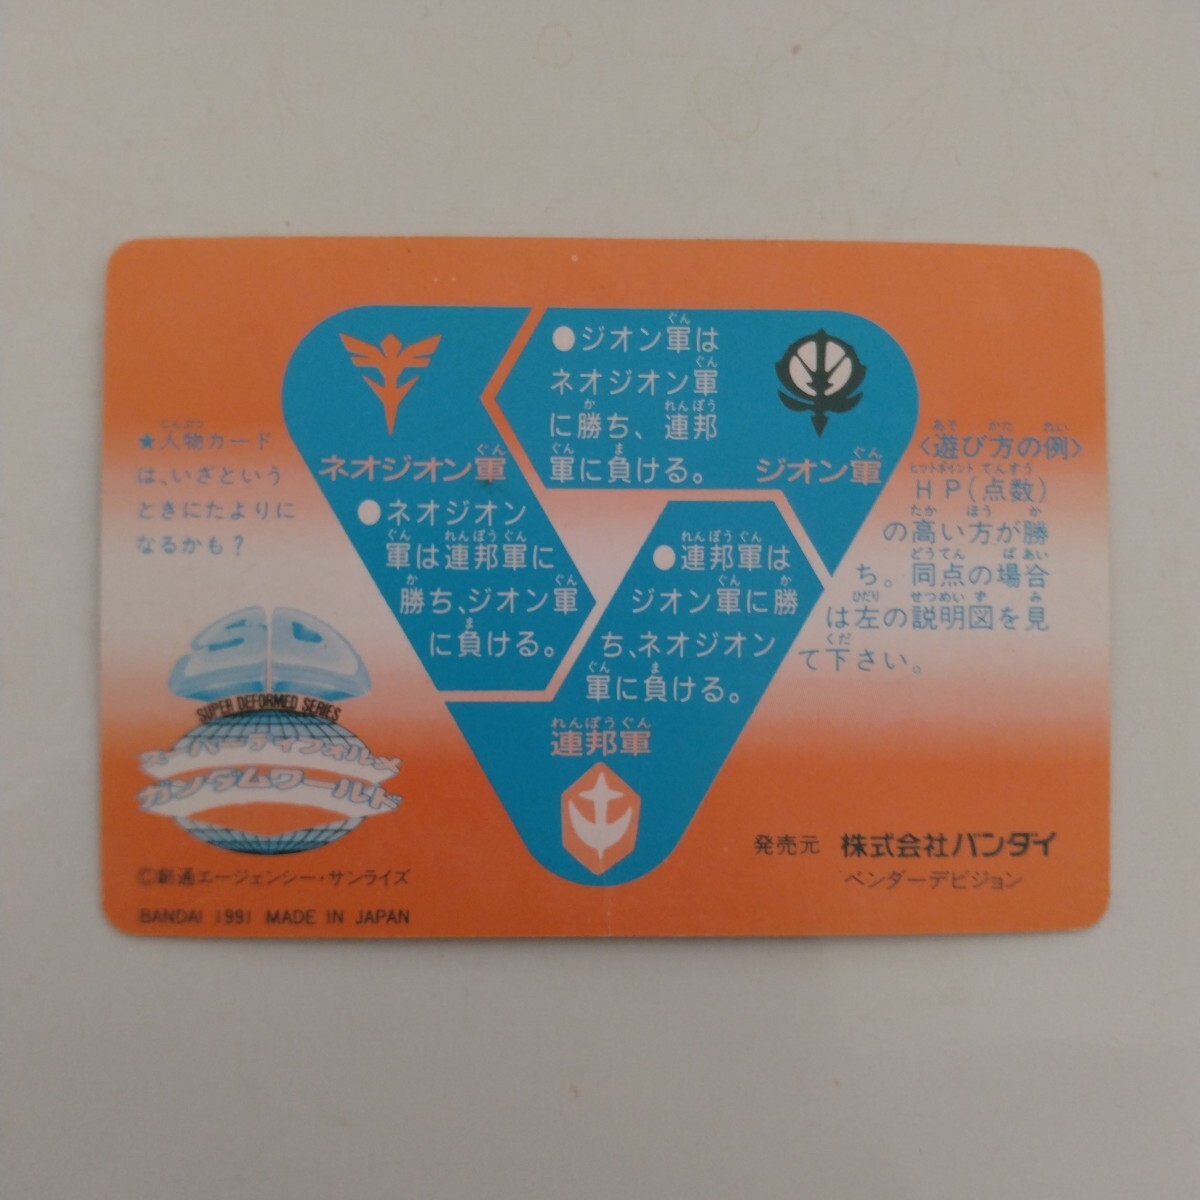 ★人物カード
は、いざという
ときにたよりに
なるかも?
ネオジオン軍
●ジオン軍は
ネオジオン軍
に勝ち、連邦
軍に負ける。
ジオン軍
●ネオジオン
軍は連邦軍に
勝ち、ジオン軍
に負ける。
●連邦軍は
ジオン軍に勝
ち、ネオジオン
軍に負ける。
連邦軍
〈遊び方の例〉
HP(点数)
の高い方が勝
ち。同点の場合
は左の説明図を見
て下さい。
SD
SUPER DEFORMED SERIES
スーパーディフォルメ
ガンダムワールド
©創通エージェンシー・サンライズ
BANDAI 1991 MADE IN JAPAN
発売元 株式会社バンダイ
ベンダーデビジョン